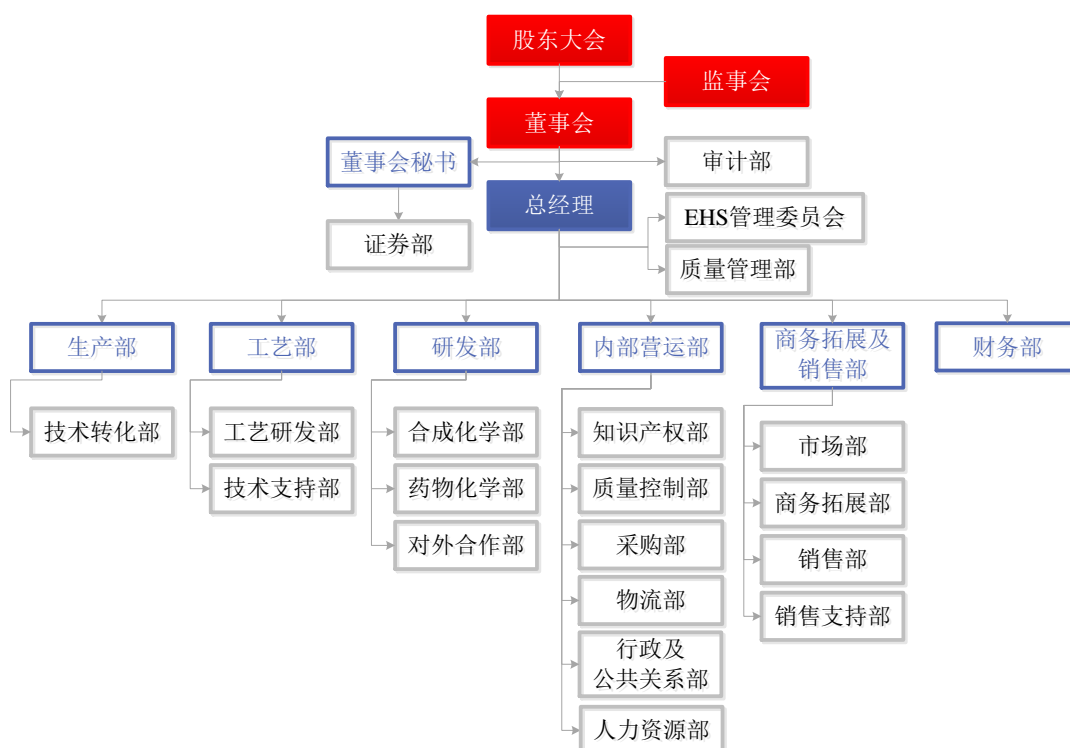 股东大会
监事会
董事会
董事会秘书
审计部
总经理
EHS管理委员会
证券部
质量管理部
生产部
工艺部
研发部
内部营运部
商务拓展及
销售部
财务部
技术转化部
工艺研发部
技术支持部
合成化学部
药物化学部
对外合作部
知识产权部
质量控制部
采购部
物流部
行政及
公共关系部
人力资源部
市场部
商务拓展部
销售部
销售支持部